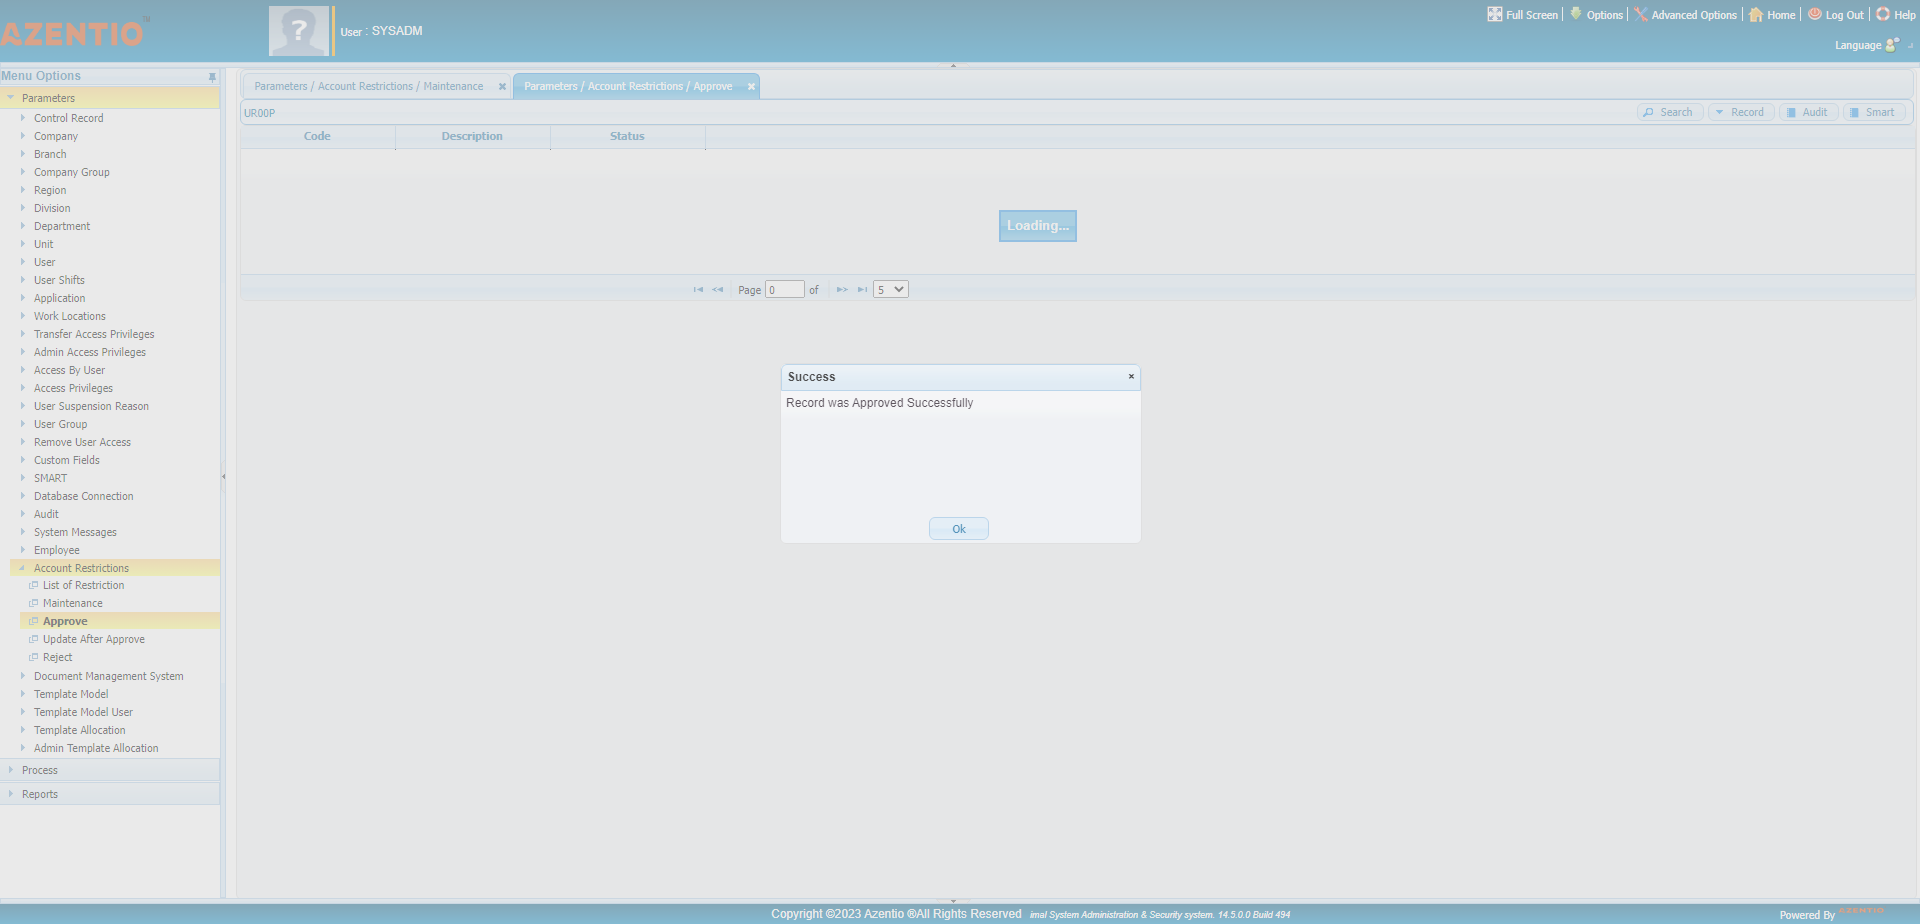 AZENTIO™
User : SYSADM
Full Screen
Options
Advanced Options
Home
Log Out
Help
Language
Menu Options
Parameters
Control Record
Company
Branch
Company Group
Region
Division
Department
Unit
User
User Shifts
Application
Work Locations
Transfer Access Privileges
Admin Access Privileges
Access By User
Access Privileges
User Suspension Reason
User Group
Remove User Access
Custom Fields
SMART
Database Connection
Audit
System Messages
Employee
Account Restrictions
List of Restriction
Maintenance
Approve
Update After Approve
Reject
Document Management System
Template Model
Template Model User
Template Allocation
Admin Template Allocation
Process
Reports
Parameters / Account Restrictions / Maintenance
Parameters / Account Restrictions / Approve
UR00P
Search
Record
Audit
Smart
Code Description Status
Loading...
Page 0 of 5
Success
Record was Approved Successfully
Ok
Copyright ©2023 Azentio ®All Rights Reserved imal System Administration & Security system. 14.5.0.0 Build 494
Powered By AZENTIO